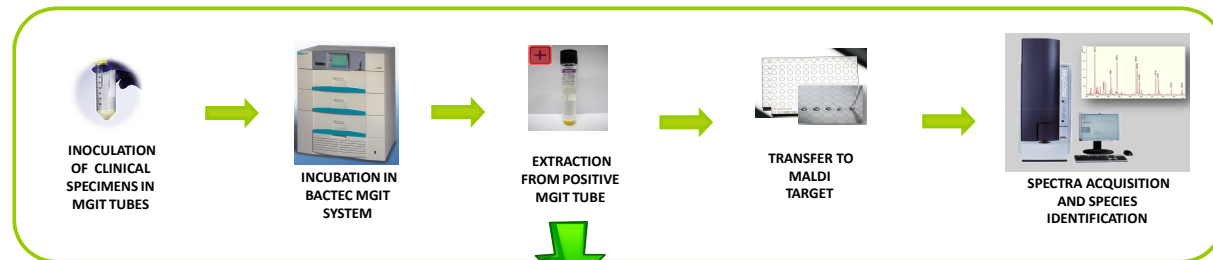 INOCULATION
OF CLINICAL
SPECIMENS IN
MGIT TUBES
INCUBATION IN
BACTEC MGIT
SYSTEM
EXTRACTION
FROM POSITIVE
MGIT TUBE
TRANSFER TO
MALDI
TARGET
microflex
SPECTRA ACQUISITION
AND SPECIES
IDENTIFICATION